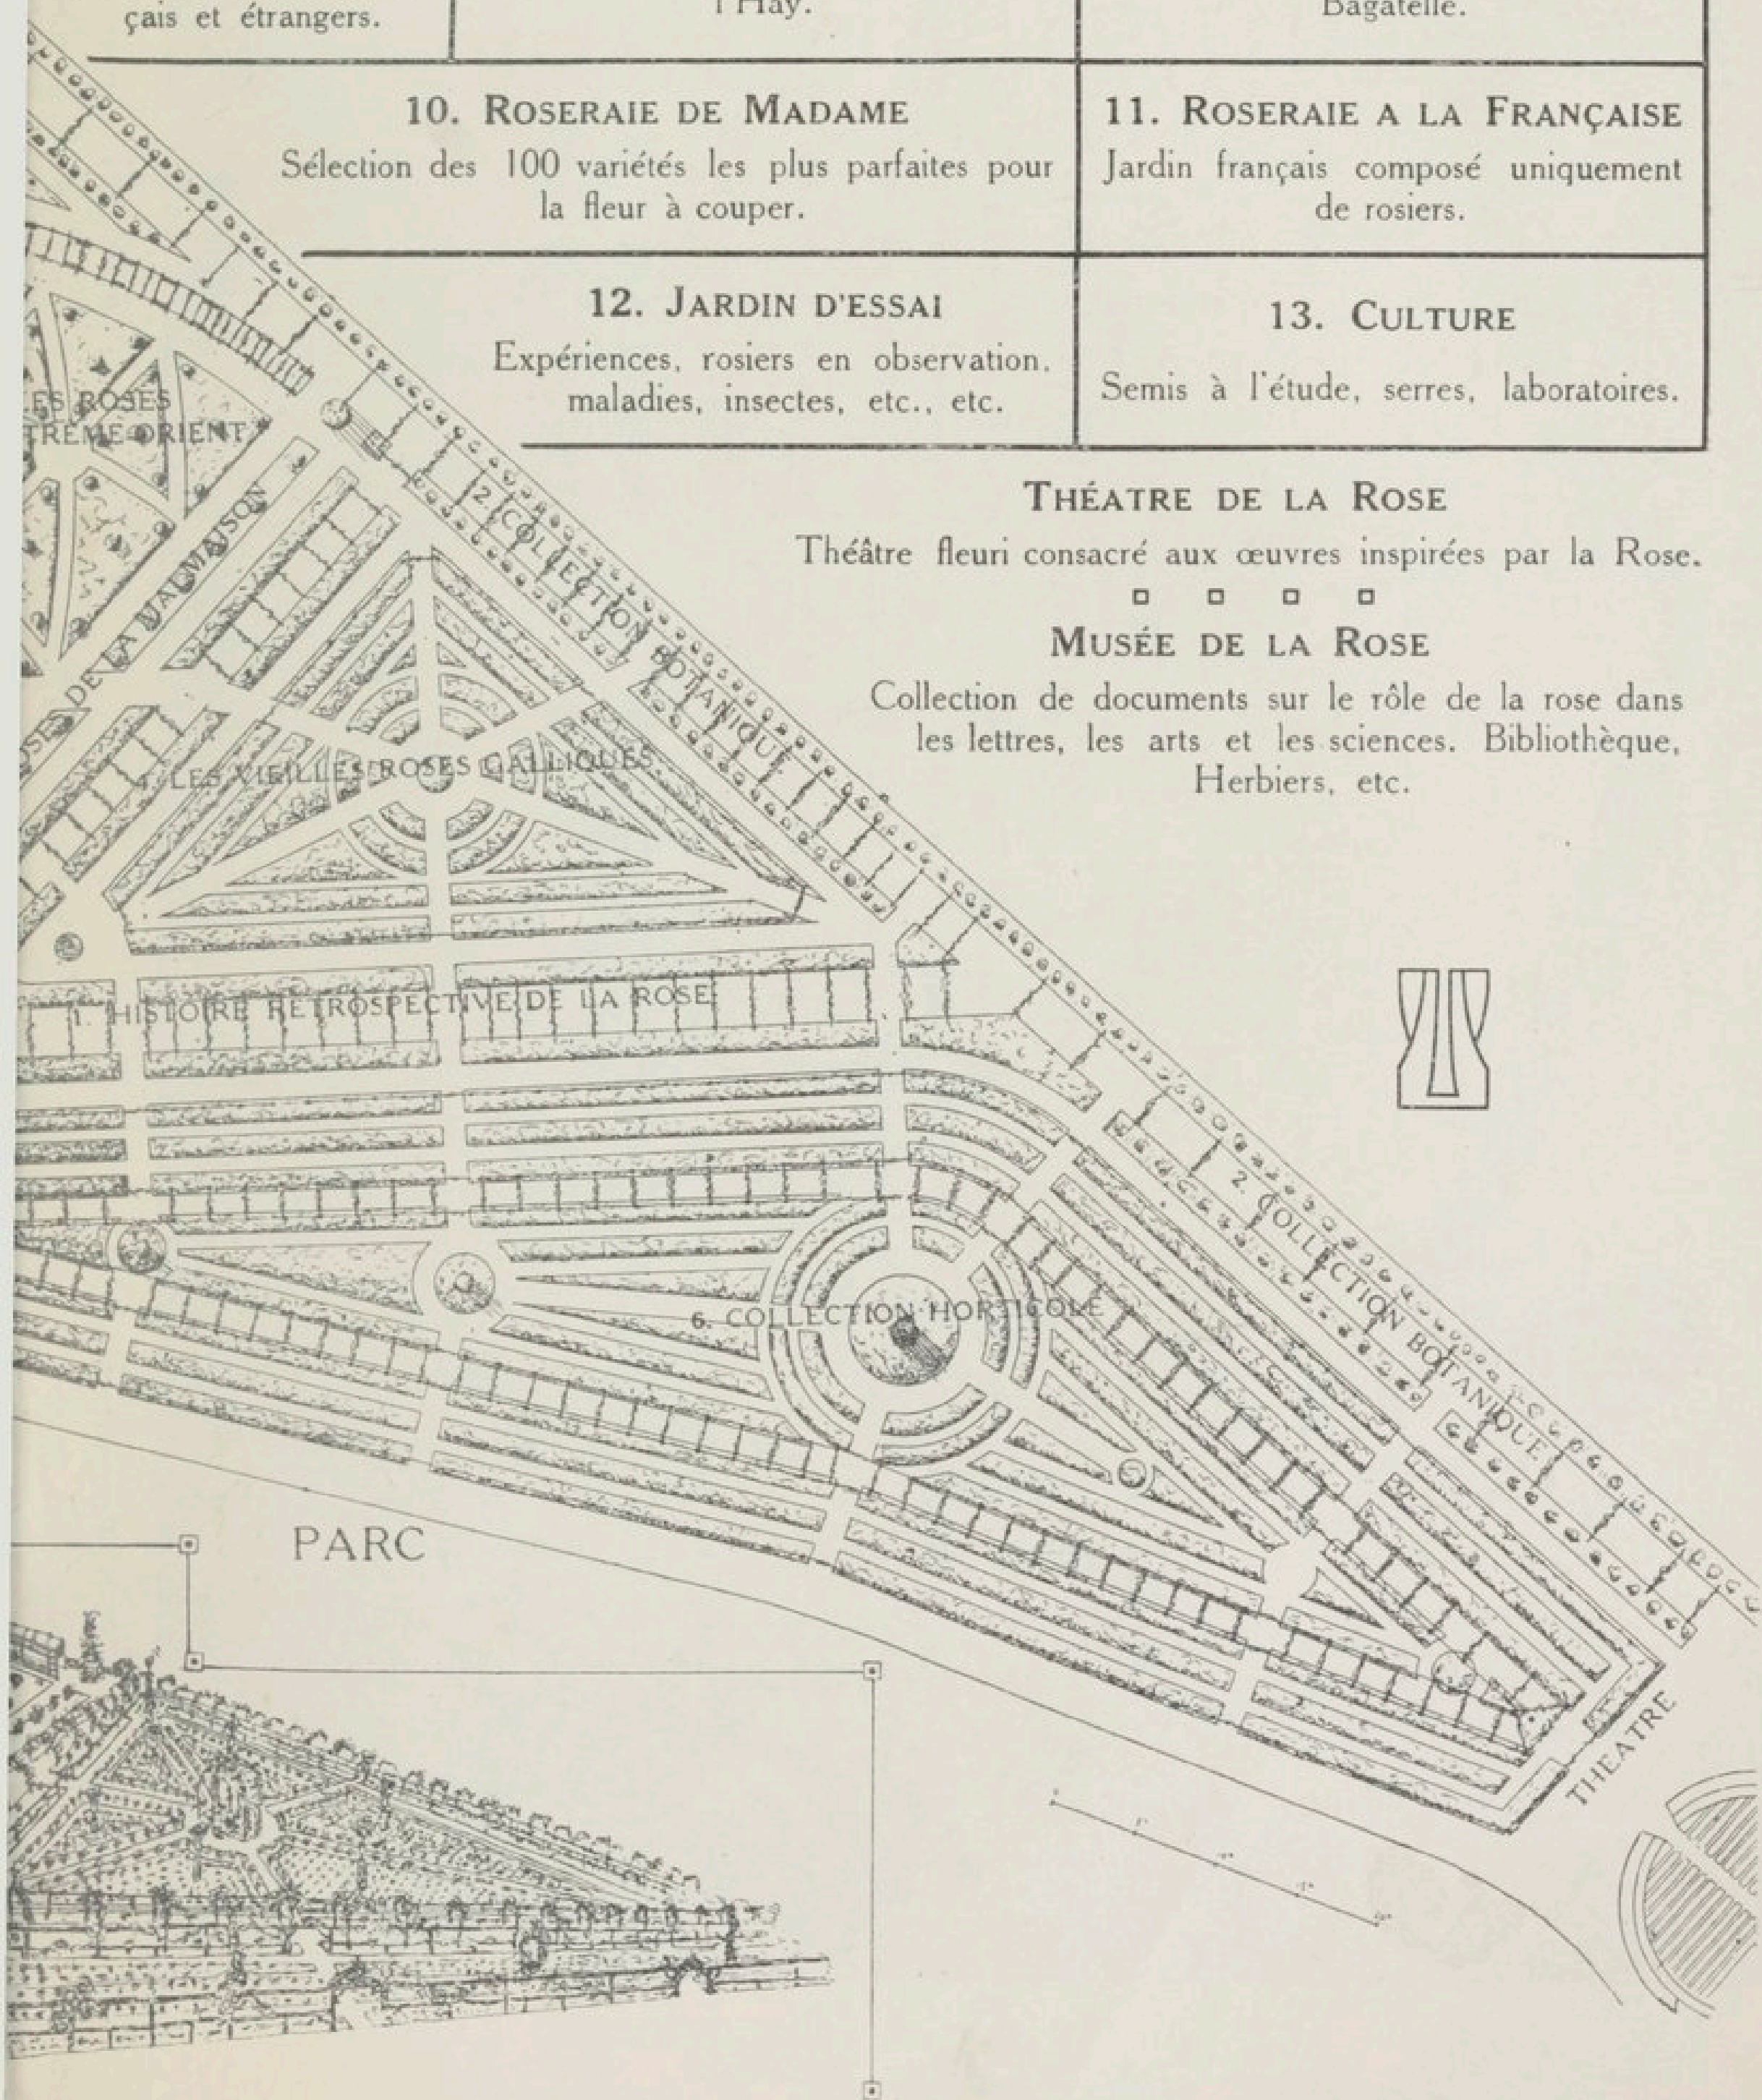 çais et étrangers.
l'Hay.
Bagatelle.
10. ROSERAIE DE MADAME
Sélection des 100 variétés les plus parfaites pour
la fleur à couper.
11. ROSERAIE A LA FRANÇAISE
Jardin français composé uniquement
de rosiers.
12. JARDIN D'ESSAI
Expériences, rosiers en observation,
maladies, insectes, etc., etc.
13. CULTURE
Semis à l'étude, serres, laboratoires.
THÉATRE DE LA ROSE
Théâtre fleuri consacré aux œuvres inspirées par la Rose.
MUSÉE DE LA ROSE
Collection de documents sur le rôle de la rose dans
les lettres, les arts et les sciences. Bibliothèque,
Herbiers, etc.
ES ROSES
TRÊME-ORIENT
OSES DE LA MALMAISON
2. COLLECTION BOTANIQUE
4. LES VIEILLES ROSES GALLIQUES
1. HISTOIRE RÉTROSPECTIVE DE LA ROSE
2. COLLECTION BOTANIQUE
6. COLLECTION HORTICOLE
PARC
THEATRE